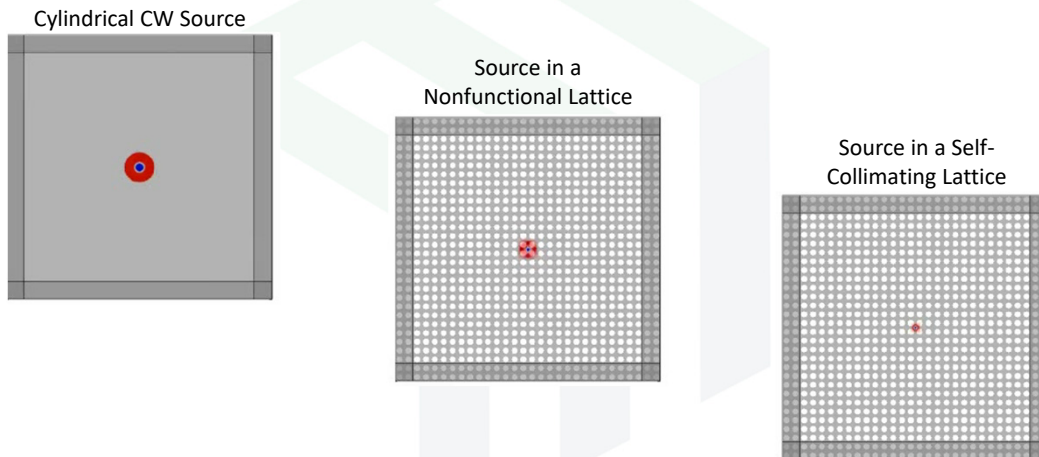 Cylindrical CW Source
Source in a
Nonfunctional Lattice
Source in a Self-
Collimating Lattice